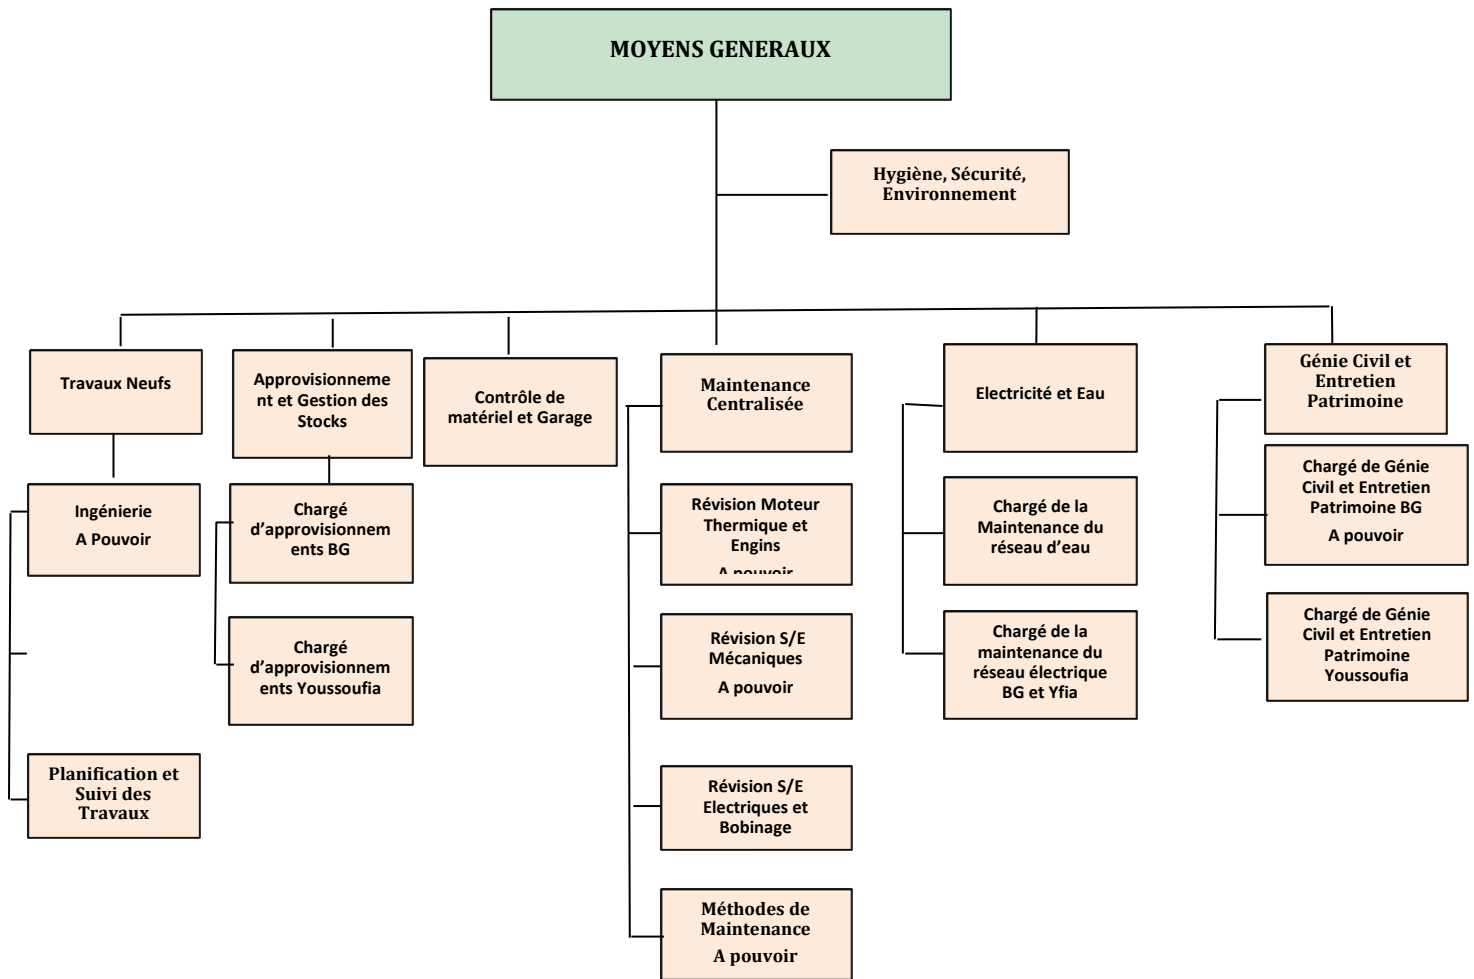 MOYENS GENERAUX
Hygiène, Sécurité,
Environnement
Travaux Neufs
Ingénierie
A Pouvoir
Planification et
Suivi des
Travaux
Approvisionneme
nt et Gestion des
Stocks
Chargé
d'approvisionnem
ents BG
Chargé
d'approvisionnem
ents Youssoufia
Contrôle de
matériel et Garage
Maintenance
Centralisée
Révision Moteur
Thermique et
Engins
A pouvoir
Révision S/E
Mécaniques
A pouvoir
Révision S/E
Electriques et
Bobinage
Méthodes de
Maintenance
A pouvoir
Electricité et Eau
Chargé de la
Maintenance du
réseau d'eau
Chargé de la
maintenance du
réseau électrique
BG et Yfia
Génie Civil et
Entretien
Patrimoine
Chargé de Génie
Civil et Entretien
Patrimoine BG
A pouvoir
Chargé de Génie
Civil et Entretien
Patrimoine
Youssoufia